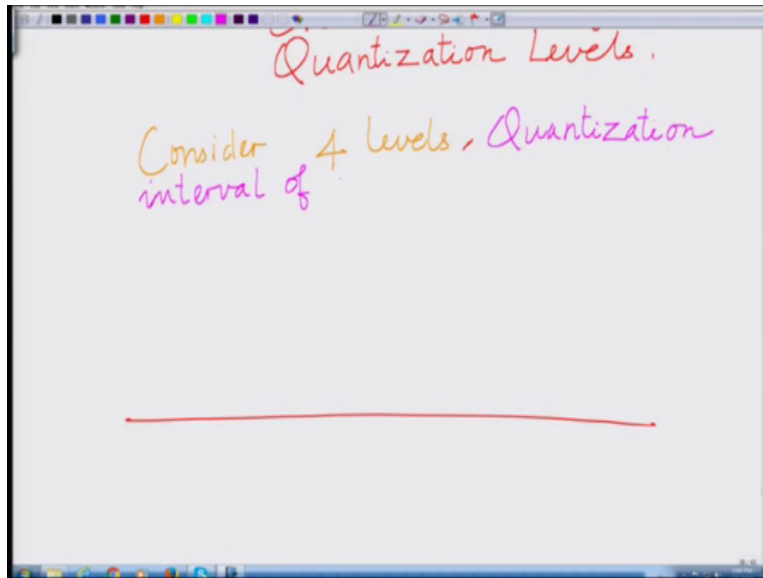 Quantization Levels.
Consider 4 levels, Quantization
interval of